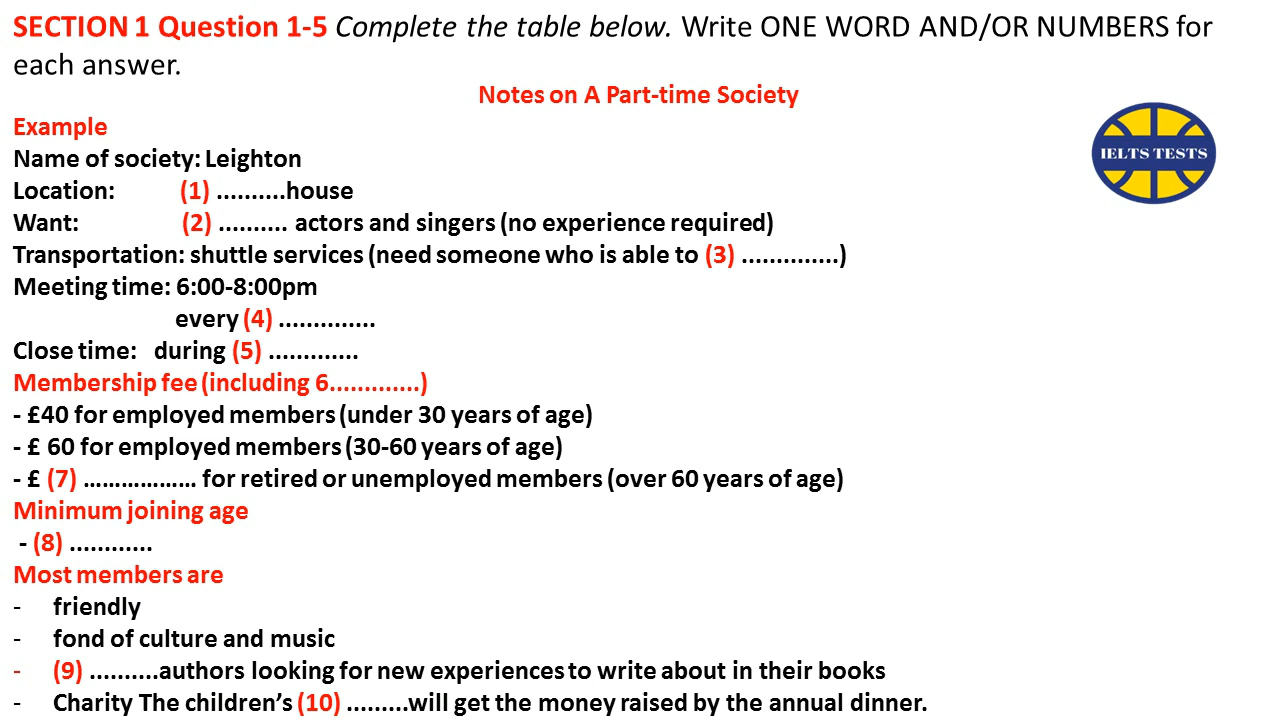 SECTION 1 Question 1-5 Complete the table below. Write ONE WORD AND/OR NUMBERS for
each answer.
Notes on A Part-time Society
Example
IELTS TESTS
Name of society: Leighton
Location: (1) ..........house
Want: (2) .......... actors and singers (no experience required)
Transportation: shuttle services (need someone who is able to (3) ..............)
Meeting time: 6:00-8:00pm
every (4) ..............
Close time: during (5) .............
Membership fee (including 6.............)
- £40 for employed members (under 30 years of age)
- £ 60 for employed members (30-60 years of age)
- £ (7) ……………… for retired or unemployed members (over 60 years of age)
Minimum joining age
- (8) ............
Most members are
- friendly
- fond of culture and music
- (9) ..........authors looking for new experiences to write about in their books
- Charity The children’s (10) .........will get the money raised by the annual dinner.